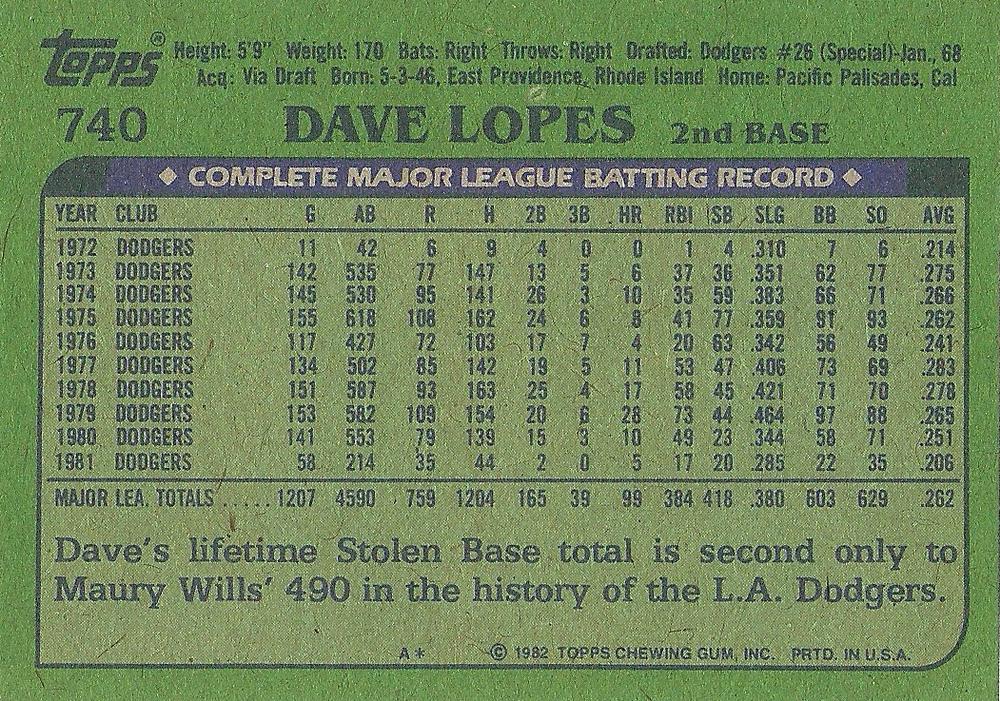 Topps® Height: 5'9" Weight: 170 Bats: Right Throws: Right Drafted: Dodgers #26 (Special)-Jan., 68
Acq: Via Draft Born: 5-3-46, East Providence, Rhode Island Home: Pacific Palisades, Cal
740 DAVE LOPES 2nd BASE
◆ COMPLETE MAJOR LEAGUE BATTING RECORD ◆
YEAR CLUB G AB R H 2B 3B HR RBI SB SLG BB SO AVG
1972 DODGERS 11 42 6 9 4 0 0 1 4 .310 7 6 .214
1973 DODGERS 142 535 77 147 13 5 6 37 36 .351 62 77 .275
1974 DODGERS 145 530 95 141 26 3 10 35 59 .383 66 71 .266
1975 DODGERS 155 618 108 162 24 6 8 41 77 .359 91 93 .262
1976 DODGERS 117 427 72 103 17 7 4 20 63 .342 56 49 .241
1977 DODGERS 134 502 85 142 19 5 11 53 47 .406 73 69 .283
1978 DODGERS 151 587 93 163 25 4 17 58 45 .421 71 70 .278
1979 DODGERS 153 582 109 154 20 6 28 73 44 .464 97 88 .265
1980 DODGERS 141 553 79 139 15 3 10 49 23 .344 58 71 .251
1981 DODGERS 58 214 35 44 2 0 5 17 20 .285 22 35 .206
MAJOR LEA. TOTALS ..... 1207 4590 759 1204 165 39 99 384 418 .380 603 629 .262
Dave's lifetime Stolen Base total is second only to
Maury Wills' 490 in the history of the L.A. Dodgers.
A* © 1982 TOPPS CHEWING GUM, INC. PRTD. IN U.S.A.